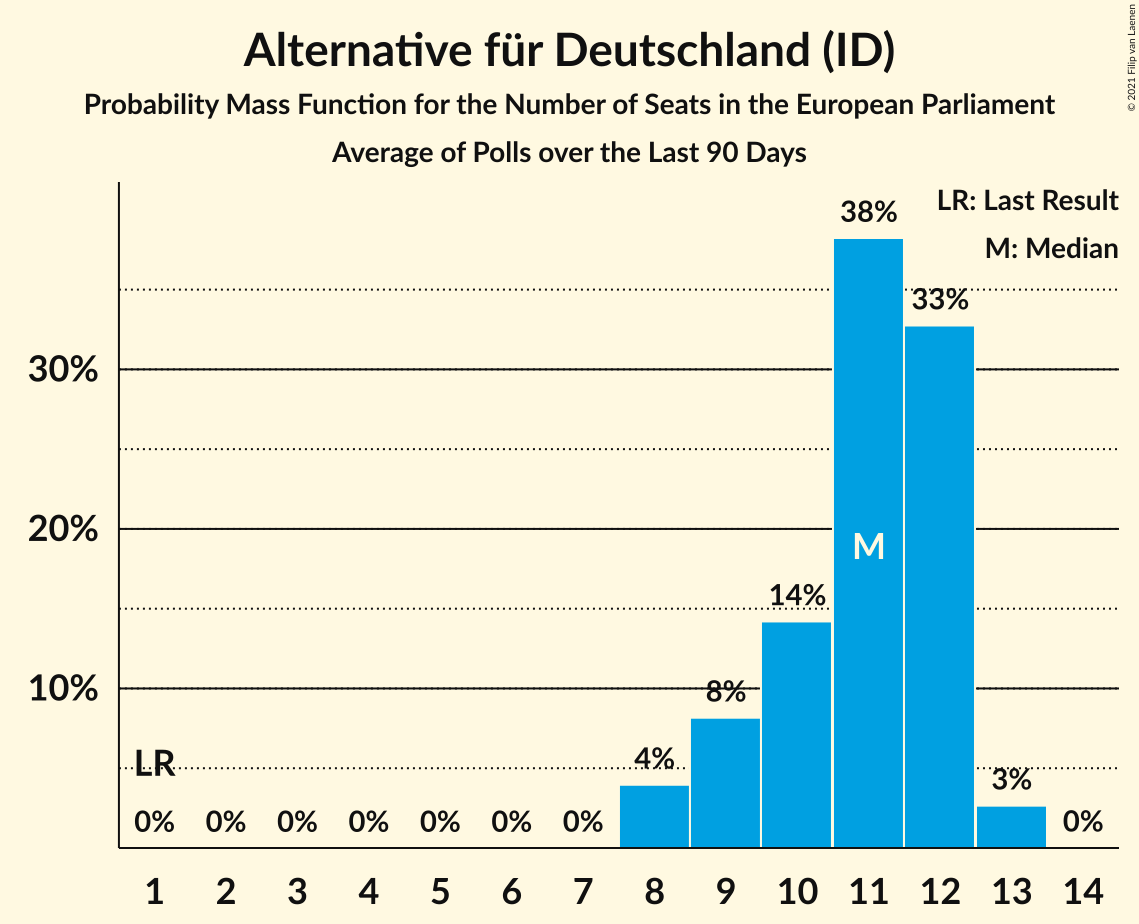 Alternative für Deutschland (ID)
Probability Mass Function for the Number of Seats in the European Parliament
Average of Polls over the Last 90 Days
© 2021 Filip van Laenen
LR: Last Result
M: Median
38%
33%
30%
20%
M
14%
10%
8%
LR
4%
3%
0% 0% 0% 0% 0% 0% 0% 0%
1 2 3 4 5 6 7 8 9 10 11 12 13 14